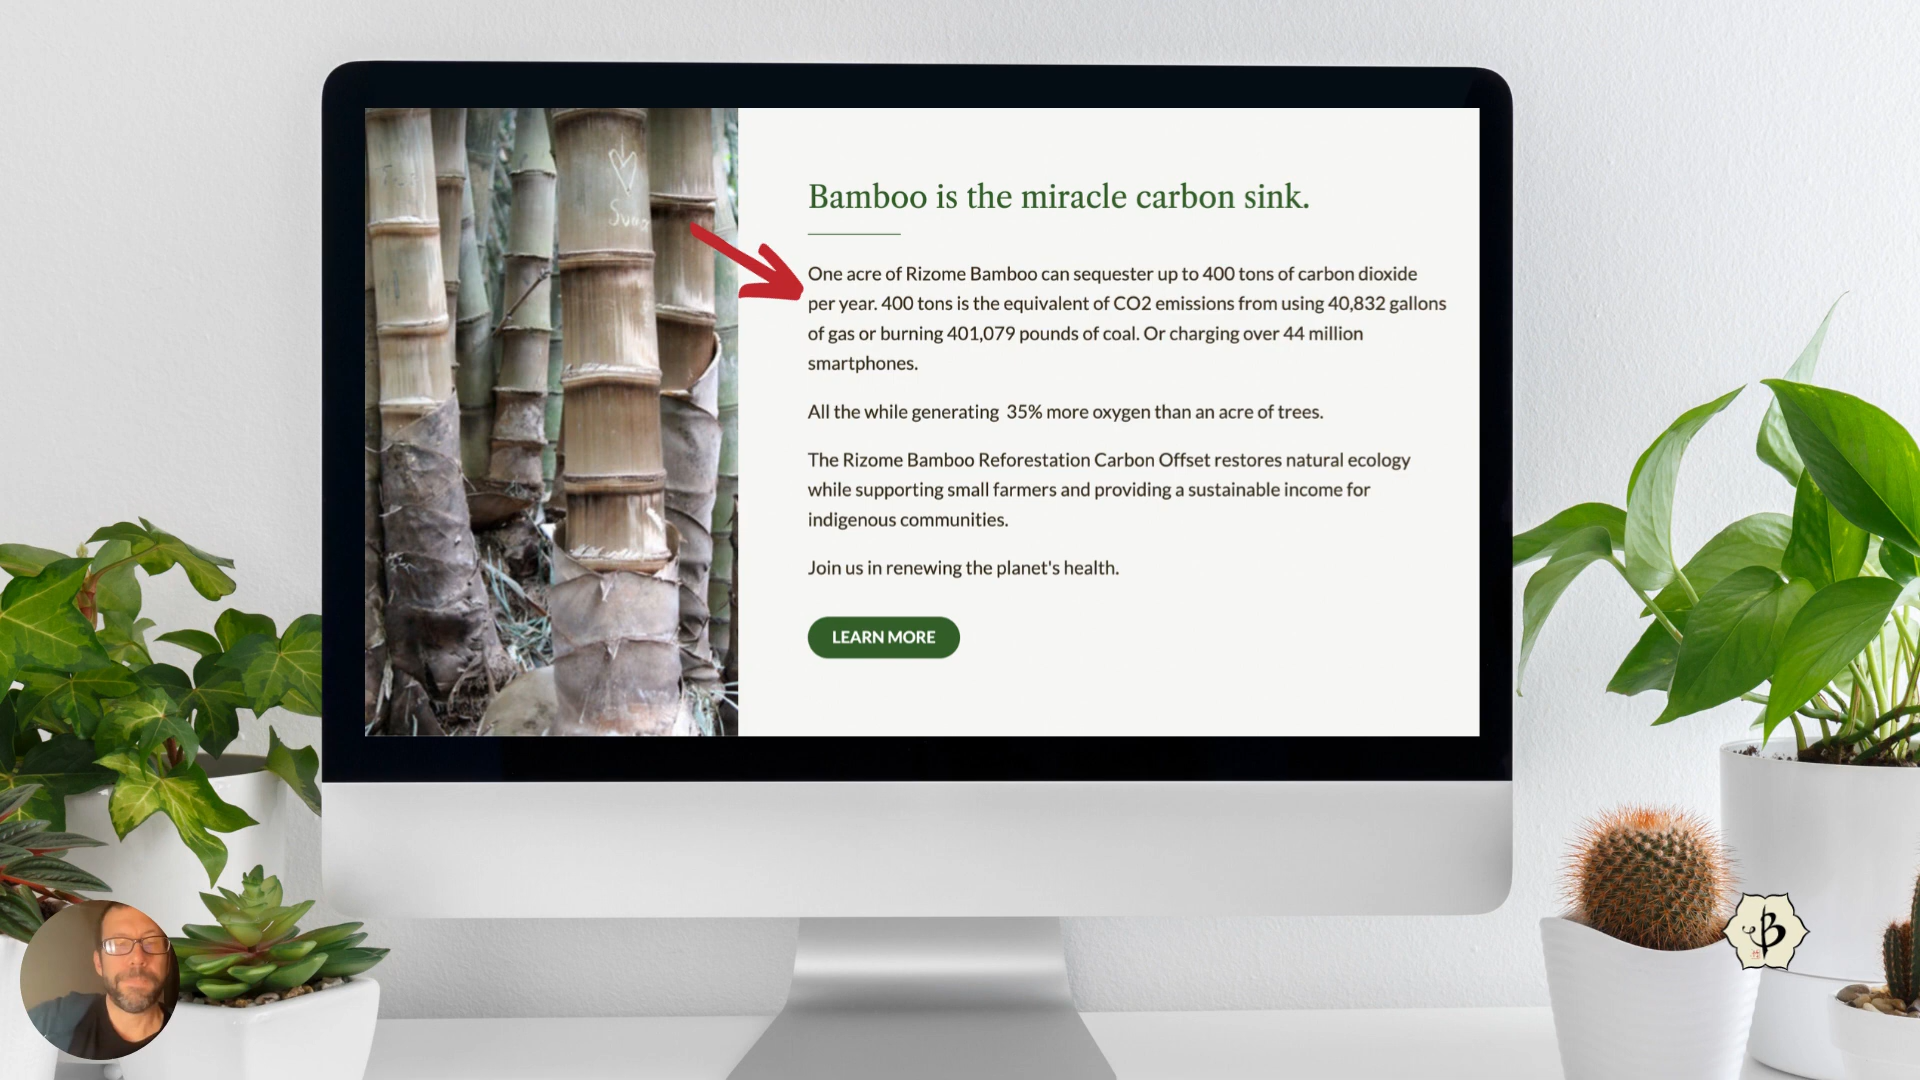 Bamboo is the miracle carbon sink.
One acre of Rizome Bamboo can sequester up to 400 tons of carbon dioxide
per year. 400 tons is the equivalent of CO2 emissions from using 40,832 gallons
of gas or burning 401,079 pounds of coal. Or charging over 44 million
smartphones.
All the while generating  35% more oxygen than an acre of trees.
The Rizome Bamboo Reforestation Carbon Offset restores natural ecology
while supporting small farmers and providing a sustainable income for
indigenous communities.
Join us in renewing the planet's health.
LEARN MORE
B